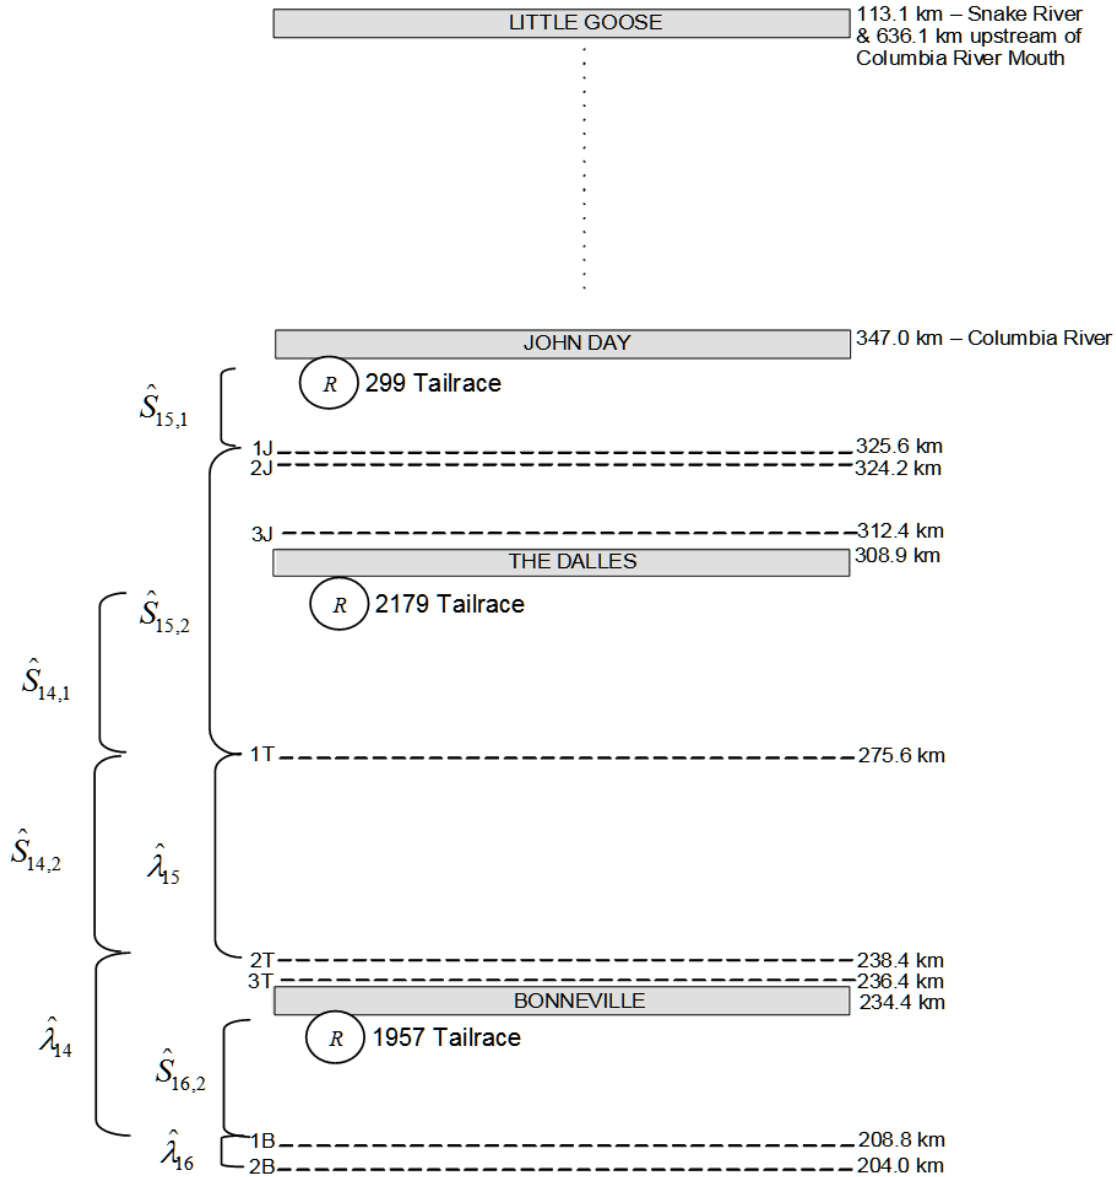 LITTLE GOOSE
113.1 km – Snake River
& 636.1 km upstream of
Columbia River Mouth
JOHN DAY
347.0 km – Columbia River
R 299 Tailrace
Ŝ15,1
1J 325.6 km
2J 324.2 km
3J 312.4 km
THE DALLES
308.9 km
R 2179 Tailrace
Ŝ15,2
Ŝ14,1
1T 275.6 km
Ŝ14,2
λ̂15
2T 238.4 km
3T 236.4 km
BONNEVILLE
234.4 km
R 1957 Tailrace
λ̂14
Ŝ16,2
1B 208.8 km
λ̂16
2B 204.0 km